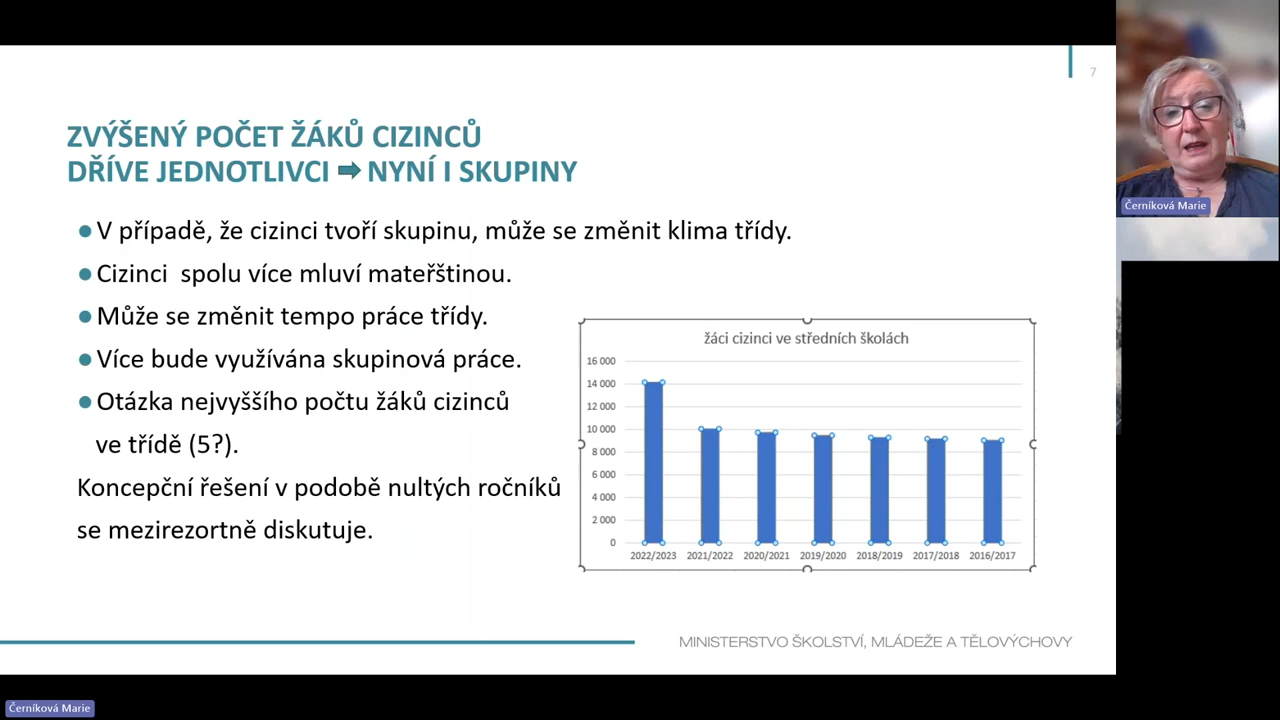 7
ZVÝŠENÝ POČET ŽÁKŮ CIZINCŮ
DŘÍVE JEDNOTLIVCI ➡ NYNÍ I SKUPINY
● V případě, že cizinci tvoří skupinu, může se změnit klima třídy.
● Cizinci spolu více mluví mateřštinou.
● Může se změnit tempo práce třídy.
● Více bude využívána skupinová práce.
● Otázka nejvyššího počtu žáků cizinců
ve třídě (5?).
Koncepční řešení v podobě nultých ročníků
se mezirezortně diskutuje.
žáci cizinci ve středních školách
16 000
14 000
12 000
10 000
8 000
6 000
4 000
2 000
0
2022/2023 2021/2022 2020/2021 2019/2020 2018/2019 2017/2018 2016/2017
MINISTERSTVO ŠKOLSTVÍ, MLÁDEŽE A TĚLOVÝCHOVY
Černíková Marie
Černíková Marie